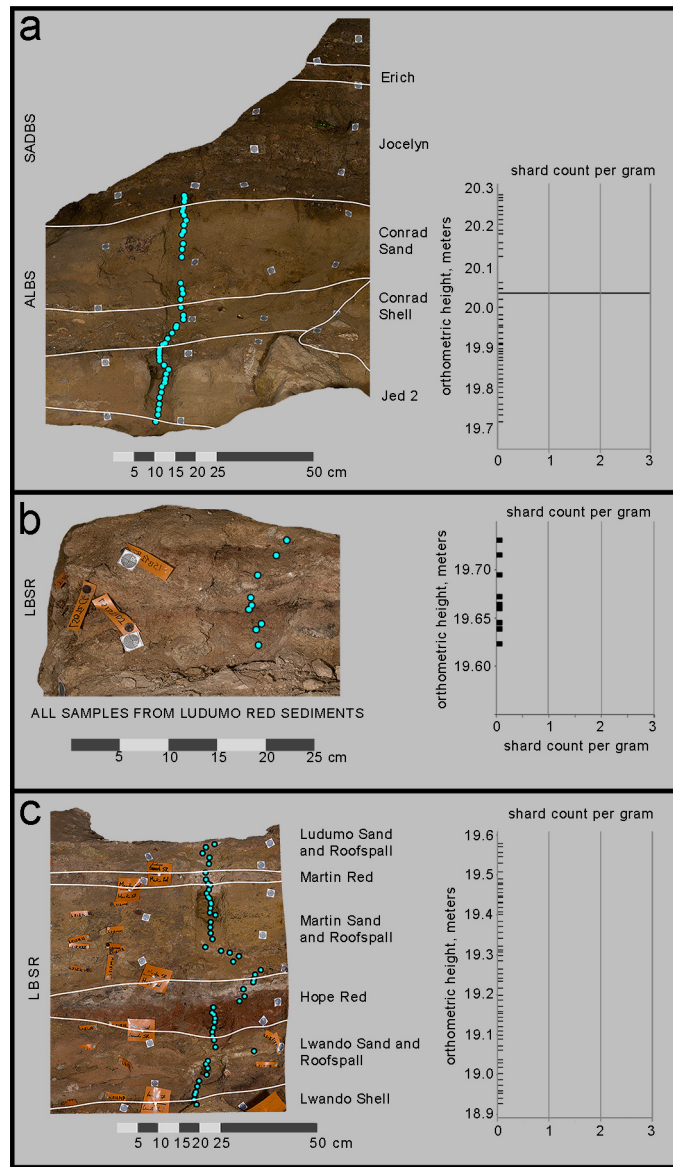 a
SADBS
ALBS
Erich
Jocelyn
Conrad
Sand
Conrad
Shell
Jed 2
5 10 15 20 25 50 cm
shard count per gram
orthometric height, meters
20.3
20.2
20.1
20.0
19.9
19.8
19.7
0 1 2 3
b
LBSR
ALL SAMPLES FROM LUDUMO RED SEDIMENTS
5 10 15 20 25 cm
shard count per gram
orthometric height, meters
19.70
19.65
19.60
0 1 2 3
shard count per gram
c
LBSR
Ludumo Sand
and Roofspall
Martin Red
Martin Sand
and Roofspall
Hope Red
Lwando Sand and
Roofspall
Lwando Shell
5 10 15 20 25 50 cm
shard count per gram
orthometric height, meters
19.6
19.5
19.4
19.3
19.2
19.1
19.0
18.9
0 1 2 3